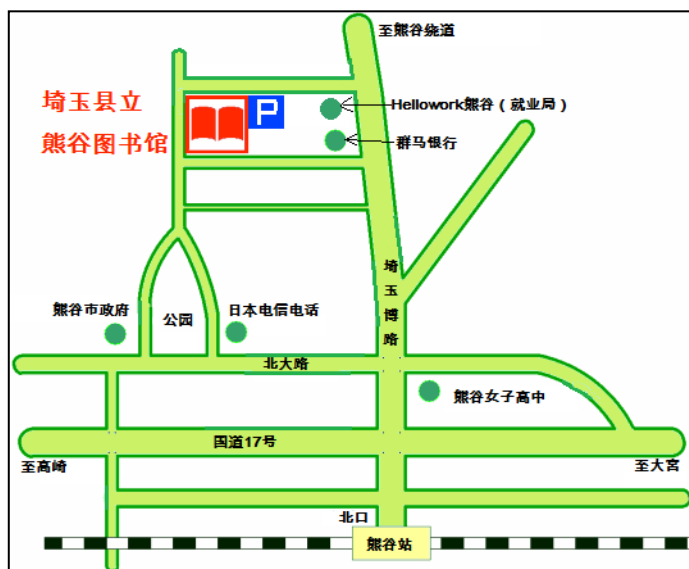 至熊谷绕道
埼玉县立
熊谷图书馆
P
Hellowork熊谷（就业局）
群马银行
埼玉博路
熊谷市政府
公园
日本电信电话
北大路
熊谷女子高中
国道17号
至高崎
至大宫
北口
熊谷站